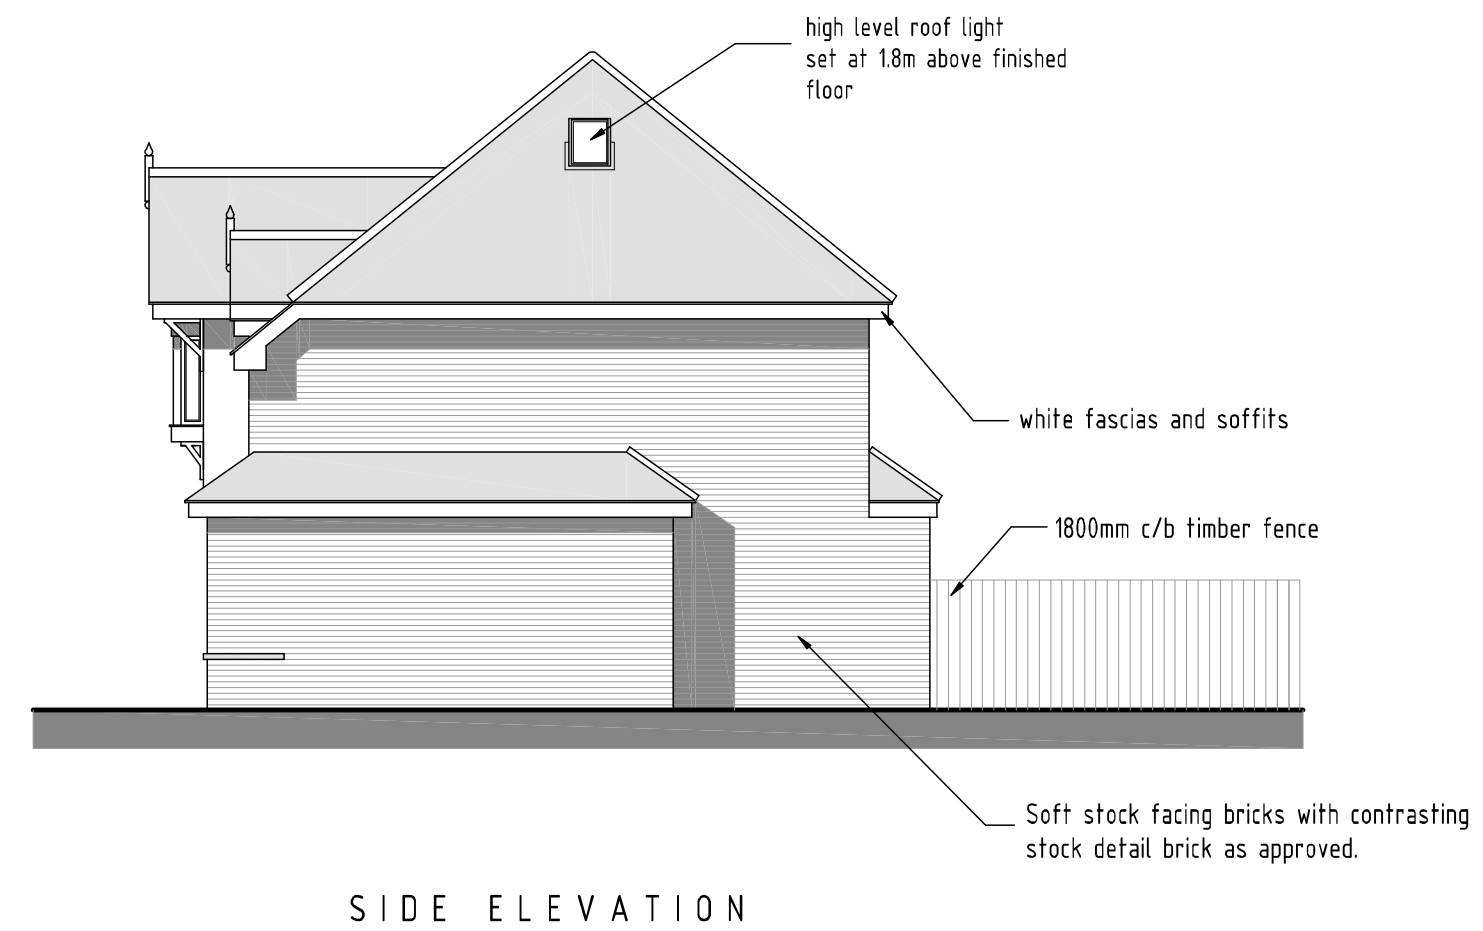 high level roof light
set at 1.8m above finished
floor
white fascias and soffits
1800mm c/b timber fence
Soft stock facing bricks with contrasting
stock detail brick as approved.
SIDE ELEVATION